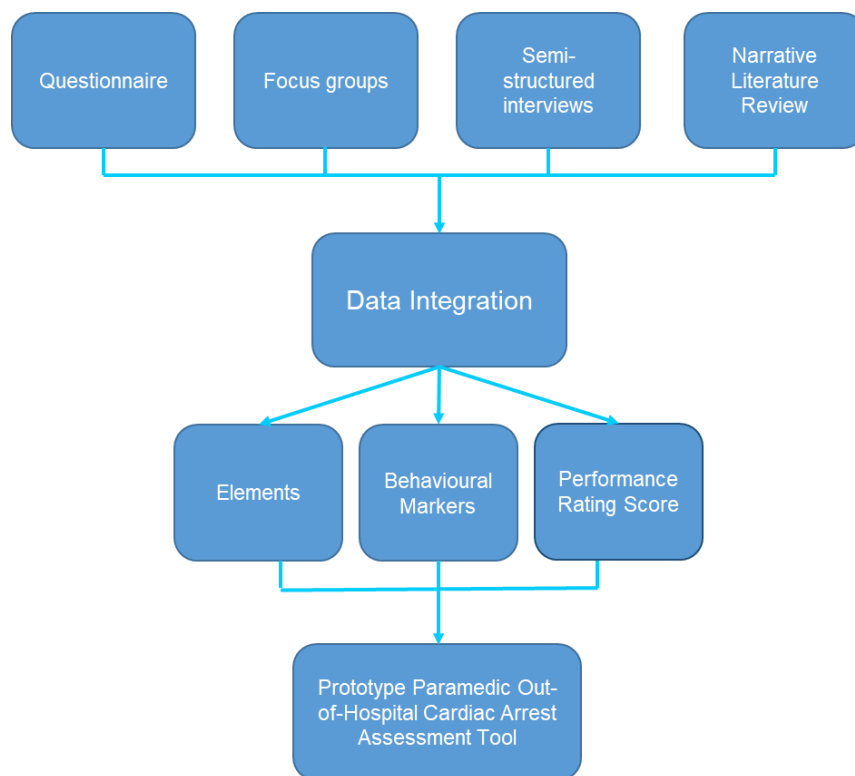 Questionnaire
Focus groups
Semi-
structured
interviews
Narrative
Literature
Review
Data Integration
Elements
Behavioural
Markers
Performance
Rating Score
Prototype Paramedic Out-
of-Hospital Cardiac Arrest
Assessment Tool